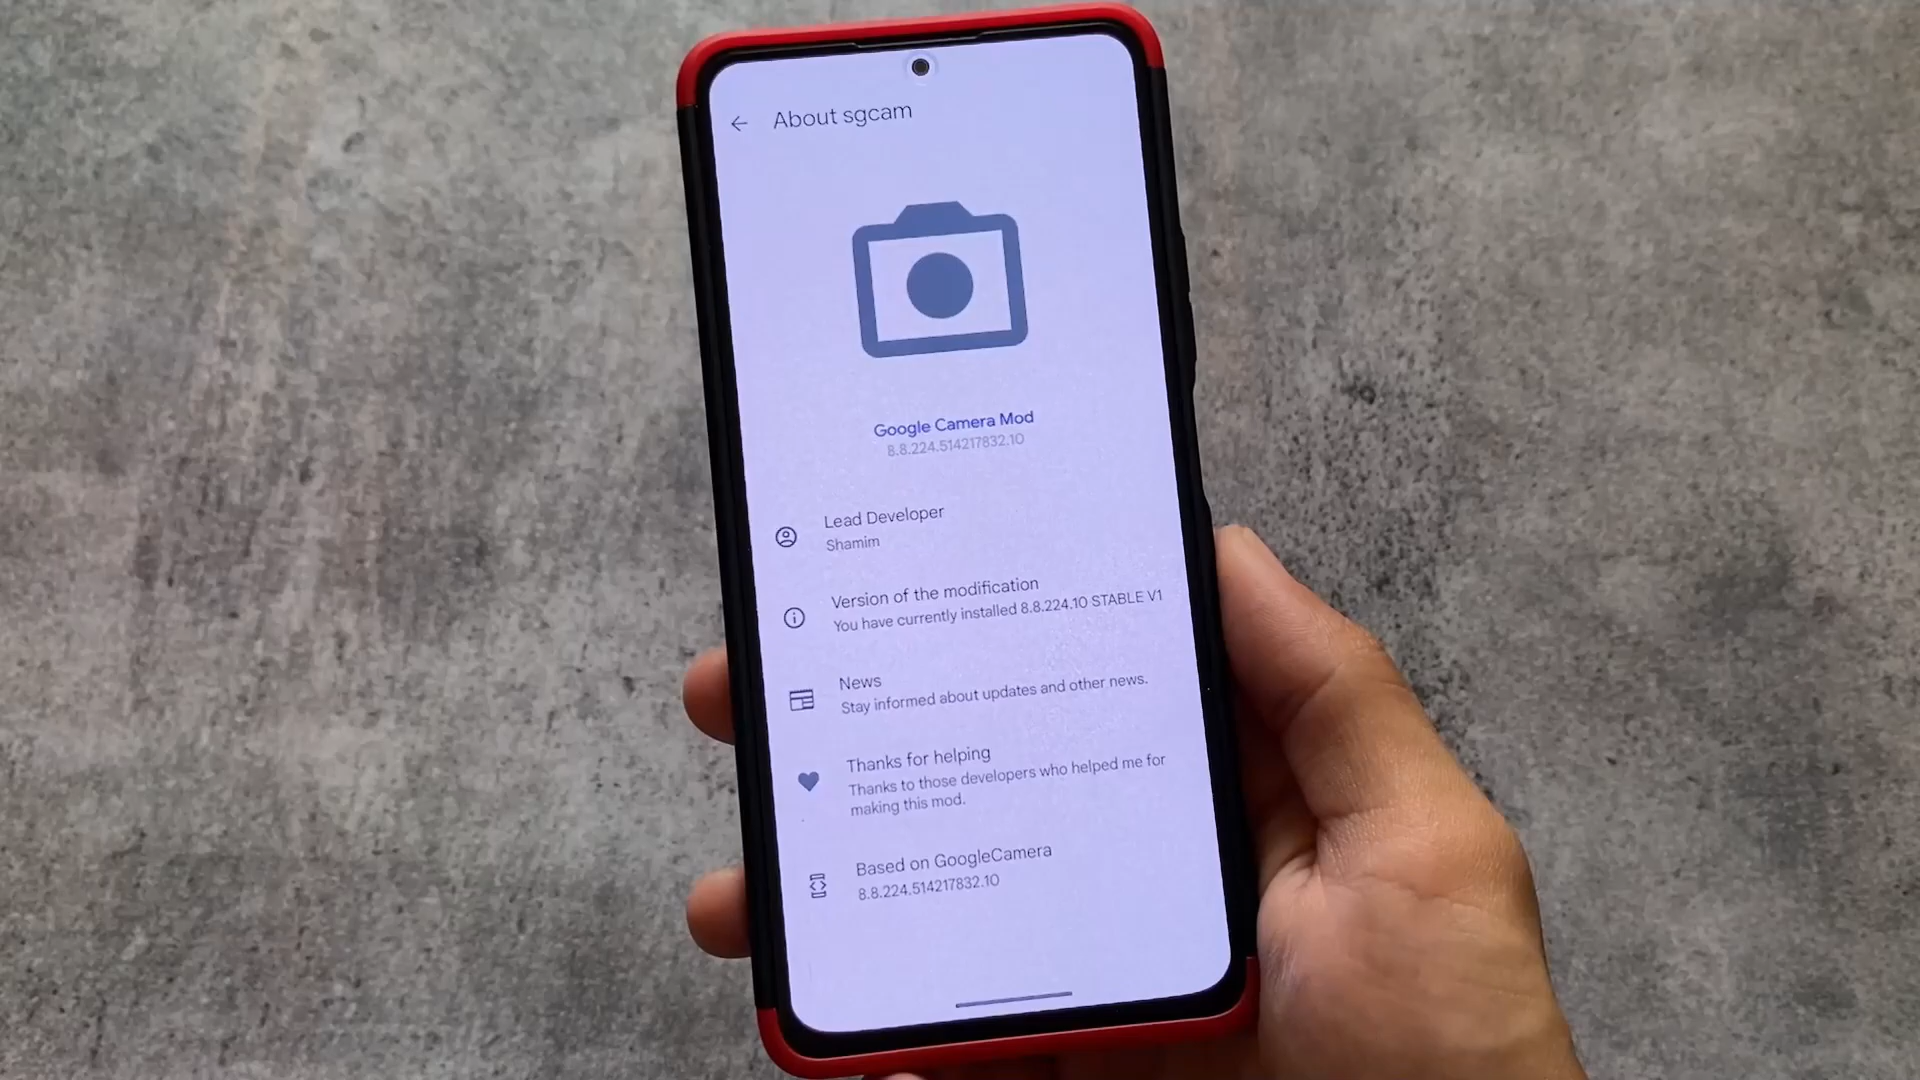 About sgcam
Google Camera Mod
8.8.224.514217832.10
Lead Developer
Shamim
Version of the modification
You have currently installed 8.8.224.10 STABLE V1
News
Stay informed about updates and other news.
Thanks for helping
Thanks to those developers who helped me for
making this mod.
Based on GoogleCamera
8.8.224.514217832.10